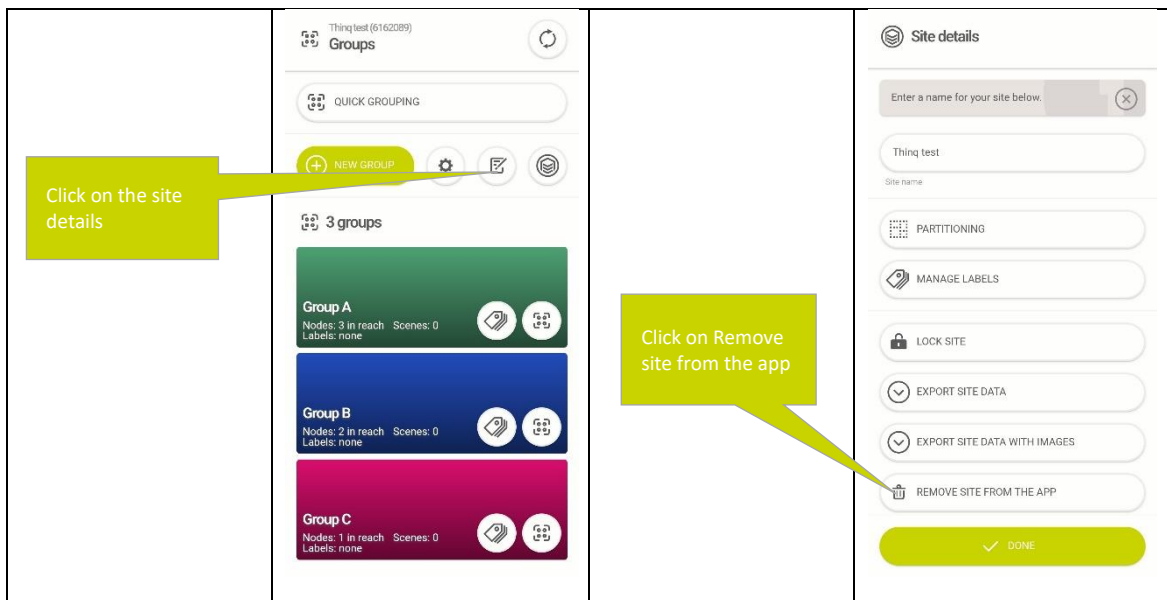 Thinq test (6162089)
Groups
QUICK GROUPING
NEW GROUP
Click on the site
details
3 groups
Group A
Nodes: 3 in reach Scenes: 0
Labels: none
Group B
Nodes: 2 in reach Scenes: 0
Labels: none
Group C
Nodes: 1 in reach Scenes: 0
Labels: none
Click on Remove
site from the app
Site details
Enter a name for your site below.
Thinq test
Site name
PARTITIONING
MANAGE LABELS
LOCK SITE
EXPORT SITE DATA
EXPORT SITE DATA WITH IMAGES
REMOVE SITE FROM THE APP
DONE